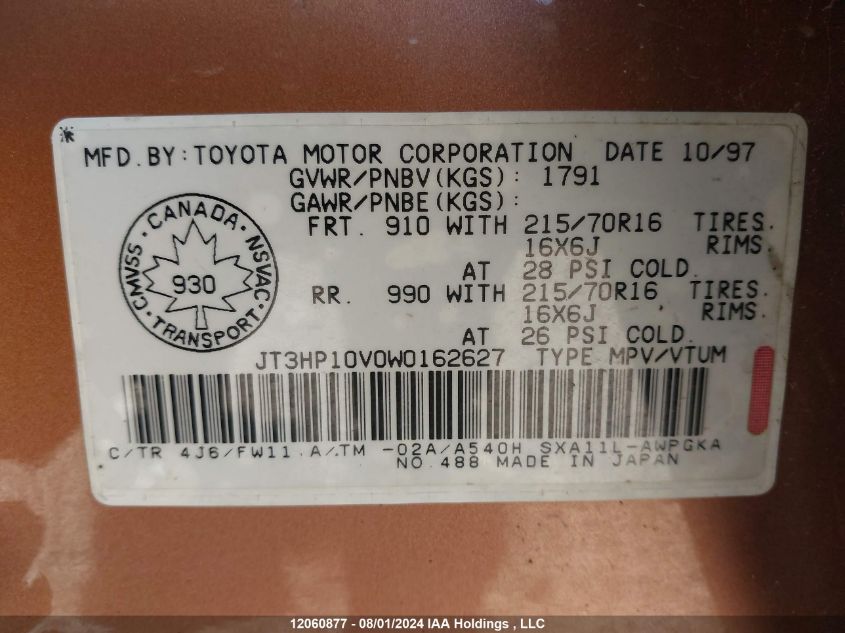 MFD. BY: TOYOTA MOTOR CORPORATION DATE 10/97
GVWR/PNBV(KGS): 1791
GAWR/PNBE(KGS):
FRT. 910 WITH 215/70R16 TIRES.
16X6J RIMS.
AT 28 PSI COLD.
RR. 990 WITH 215/70R16 TIRES.
16X6J RIMS.
AT 26 PSI COLD.
CANADA · NSVAC · TRANSPORT · CMVSS ·
930
JT3HP10V0W0162627 TYPE MPV/VTUM
C/TR 4J6/FW11 A/TM -02A/A540H SXA11L-AWPGKA
NO.488 MADE IN JAPAN
12060877 - 08/01/2024 IAA Holdings , LLC